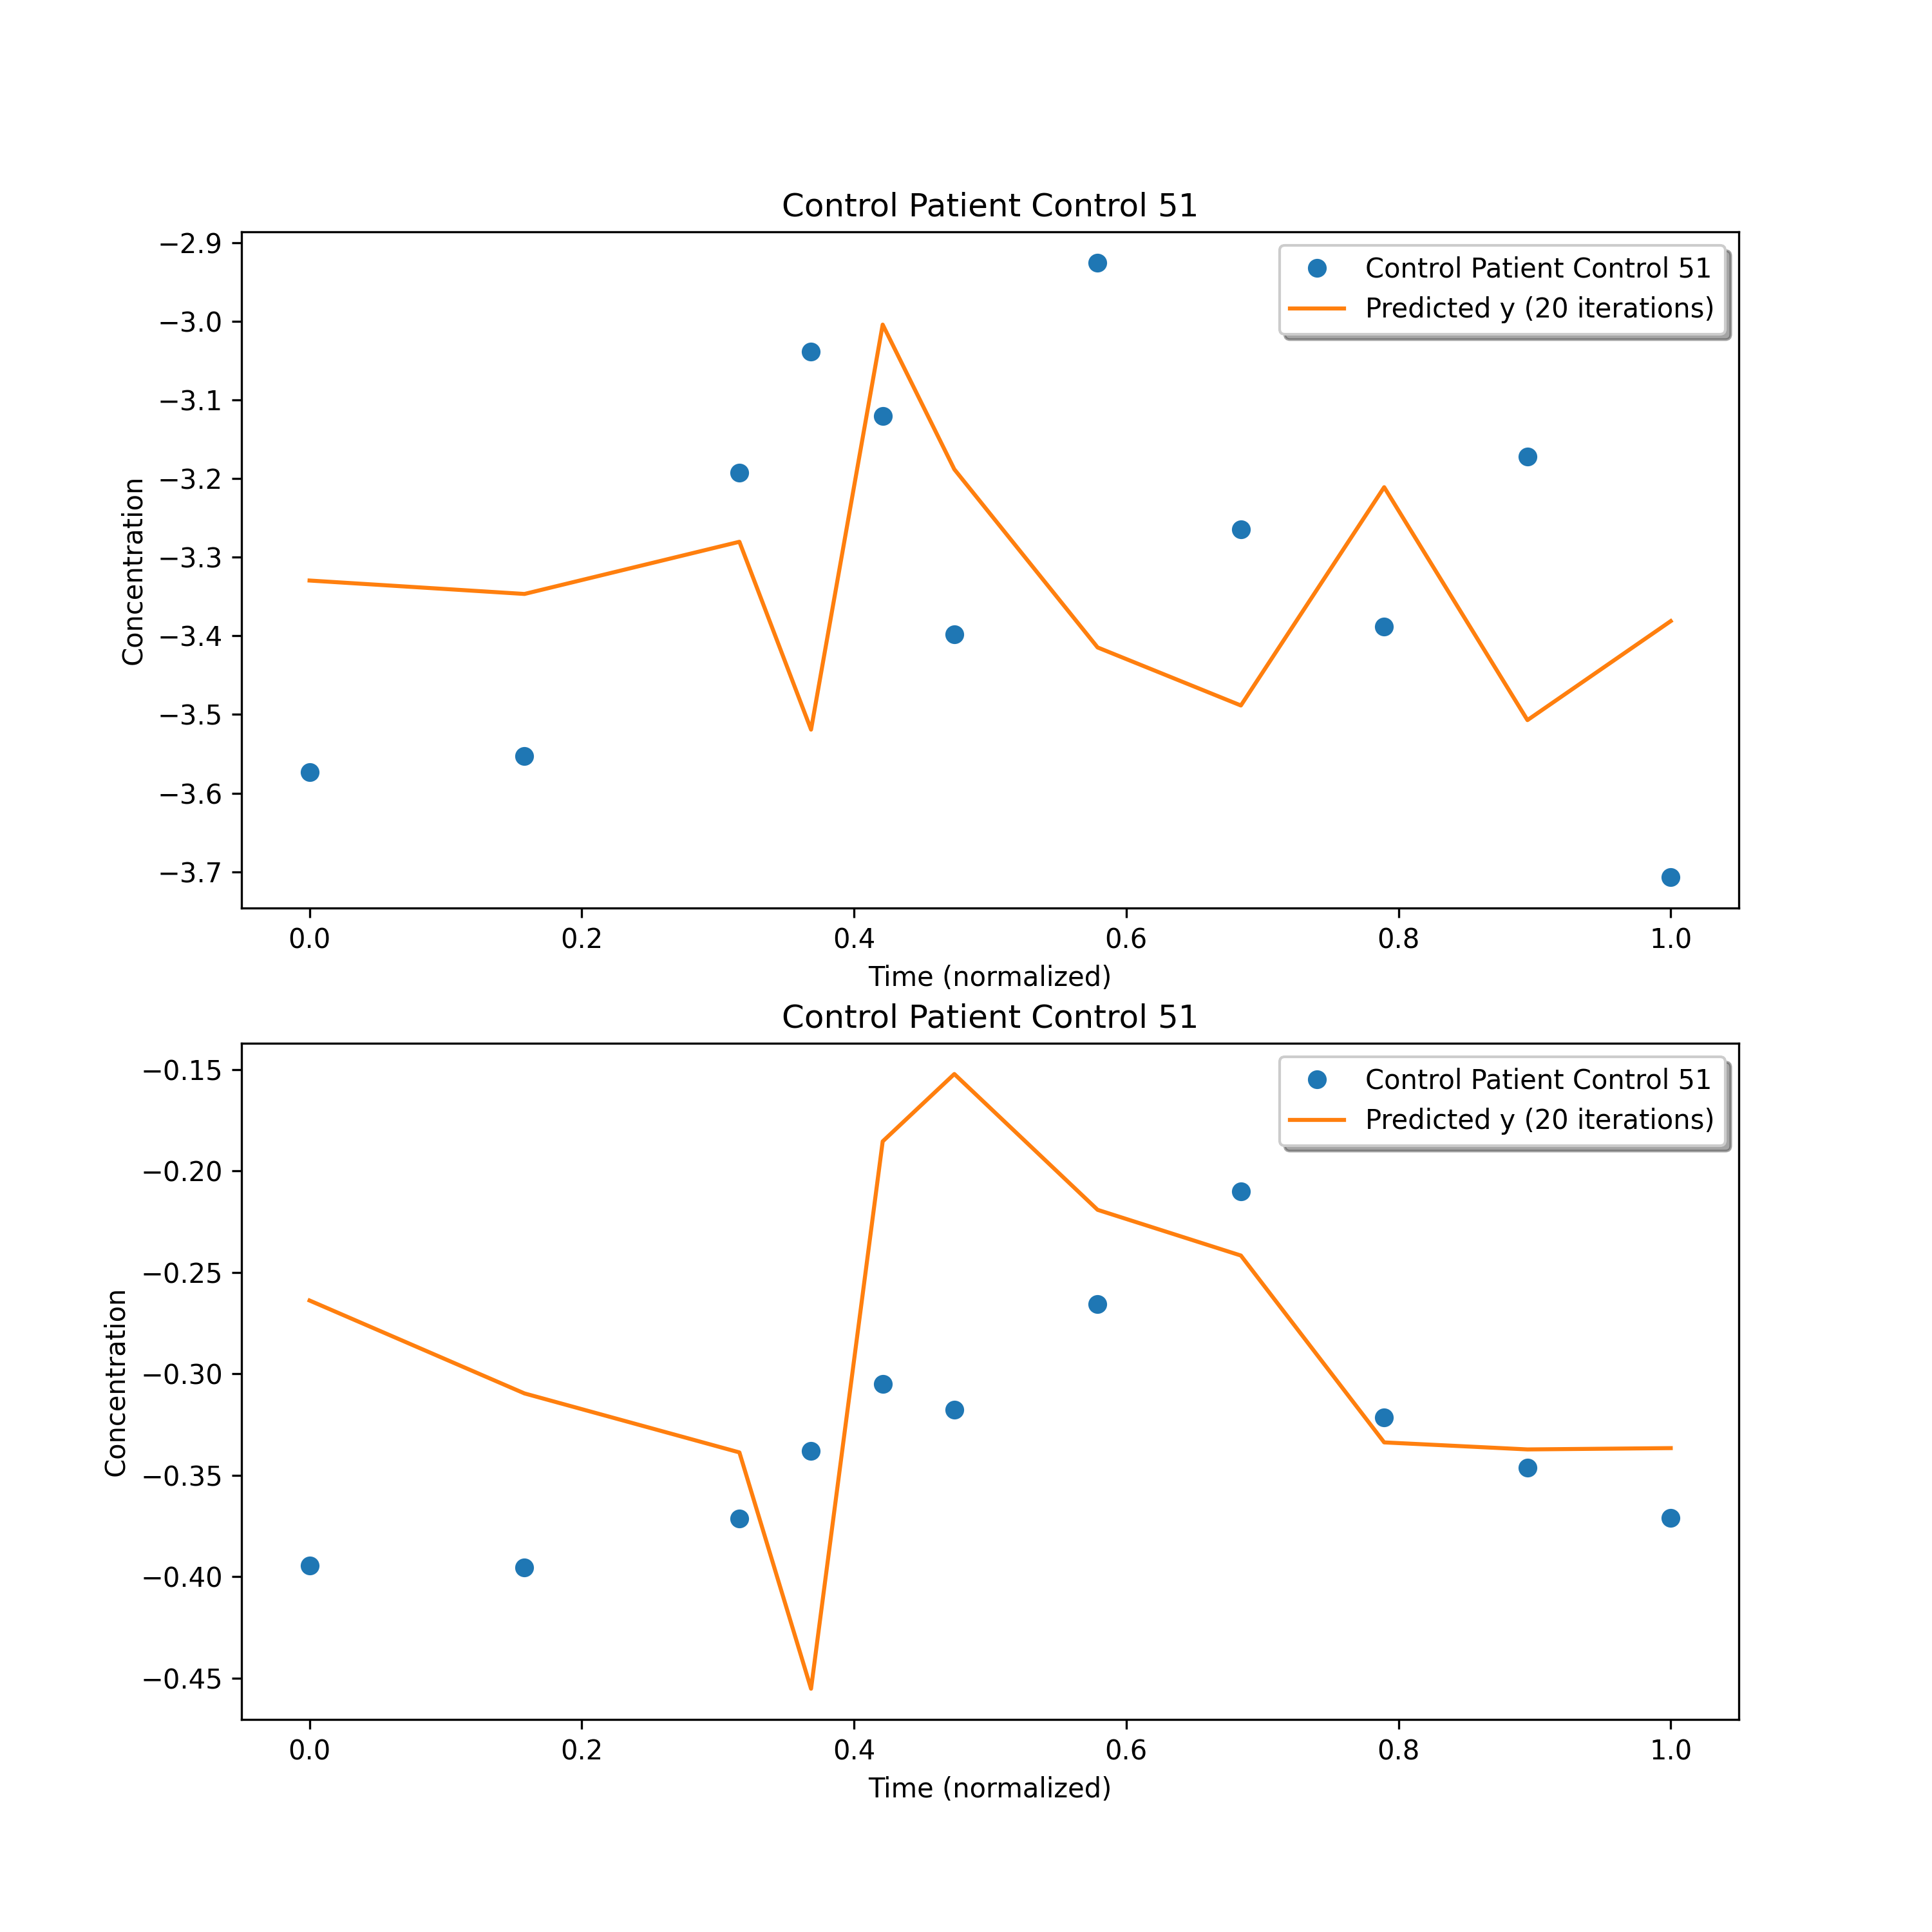 Control Patient Control 51
−2.9
−3.0
−3.1
−3.2
−3.3
−3.4
−3.5
−3.6
−3.7
Concentration
Control Patient Control 51
Predicted y (20 iterations)
0.0 0.2 0.4 0.6 0.8 1.0
Time (normalized)
Control Patient Control 51
−0.15
−0.20
−0.25
−0.30
−0.35
−0.40
−0.45
Concentration
Control Patient Control 51
Predicted y (20 iterations)
0.0 0.2 0.4 0.6 0.8 1.0
Time (normalized)